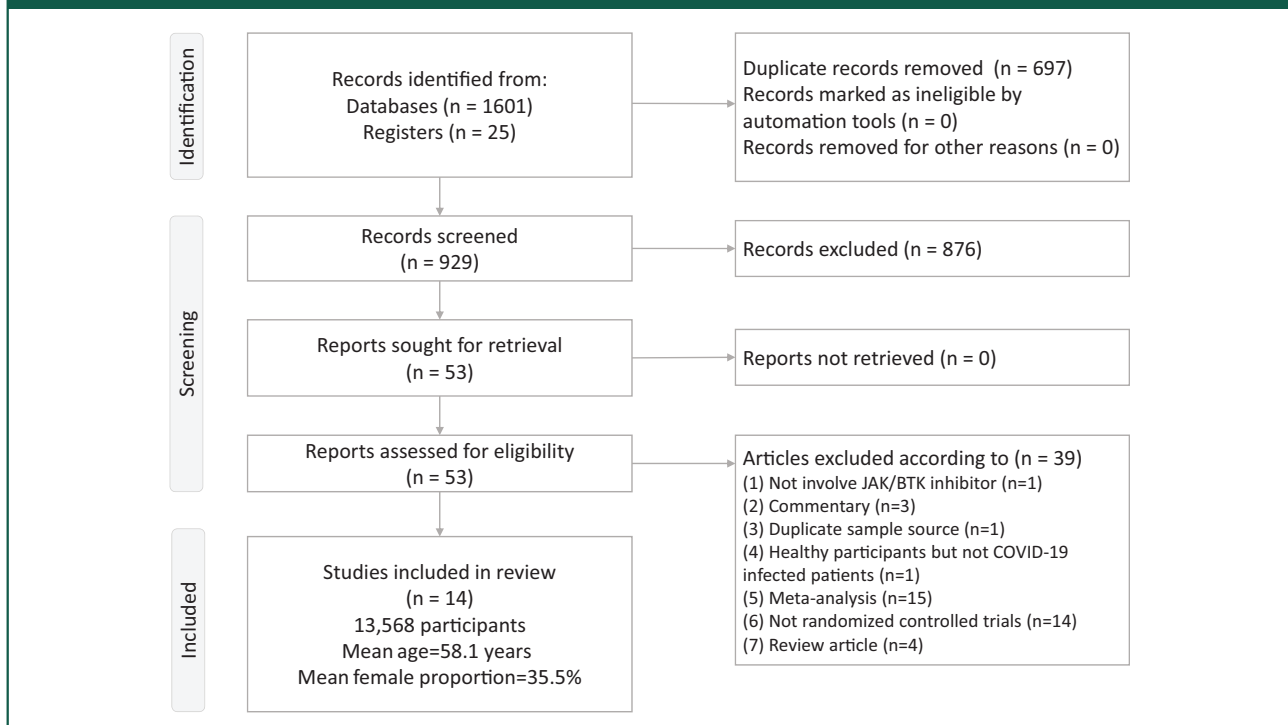 Identification
Records identified from:
Databases (n = 1601)
Registers (n = 25)
Duplicate records removed (n = 697)
Records marked as ineligible by
automation tools (n = 0)
Records removed for other reasons (n = 0)
Screening
Records screened
(n = 929)
Records excluded (n = 876)
Reports sought for retrieval
(n = 53)
Reports not retrieved (n = 0)
Reports assessed for eligibility
(n = 53)
Articles excluded according to (n = 39)
(1) Not involve JAK/BTK inhibitor (n=1)
(2) Commentary (n=3)
(3) Duplicate sample source (n=1)
(4) Healthy participants but not COVID-19
infected patients (n=1)
(5) Meta-analysis (n=15)
(6) Not randomized controlled trials (n=14)
(7) Review article (n=4)
Included
Studies included in review
(n = 14)
13,568 participants
Mean age=58.1 years
Mean female proportion=35.5%